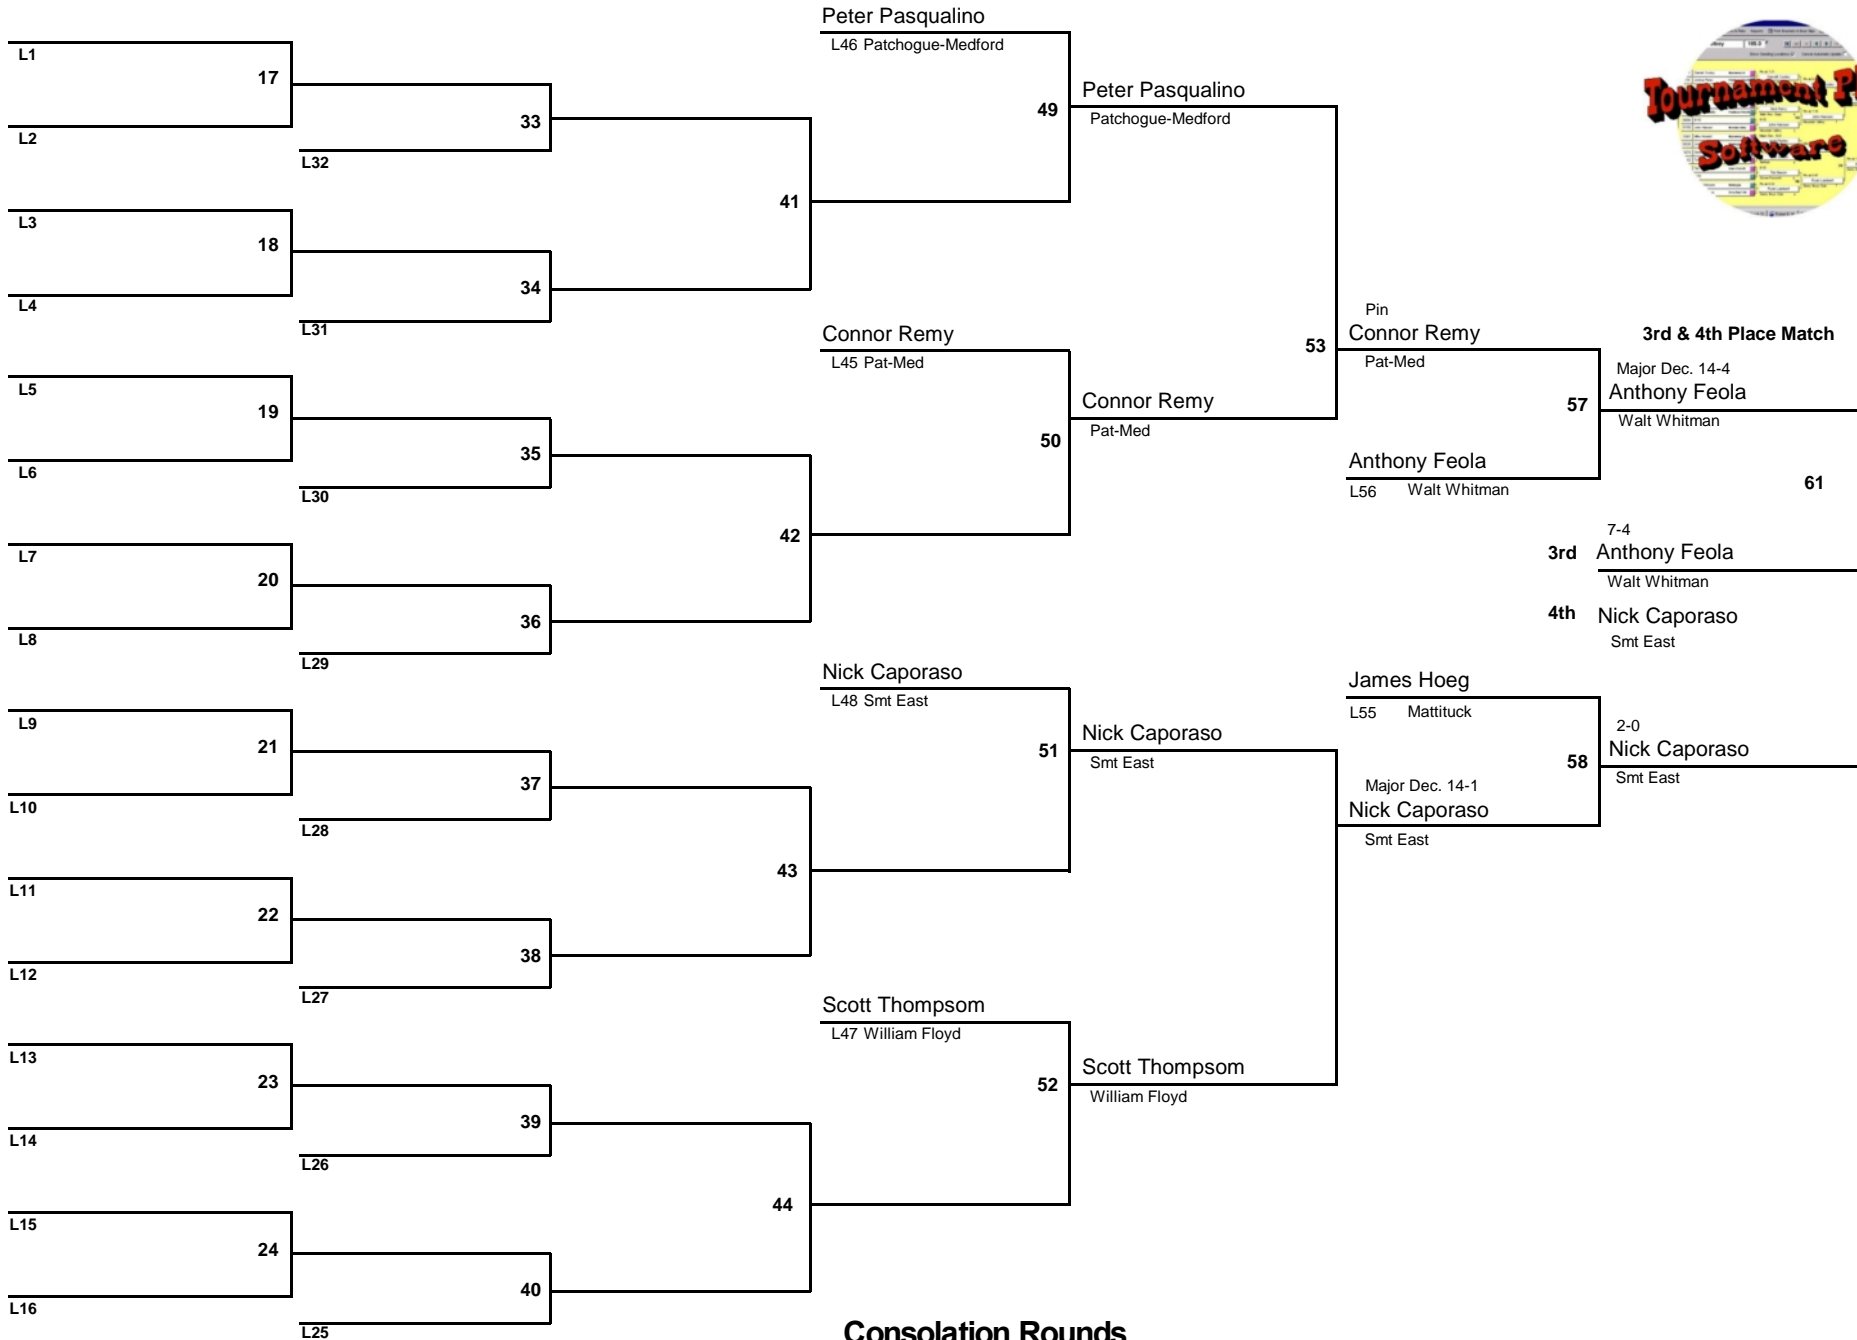 Peter Pasqualino
L46 Patchogue-Medford
L1
17
L2
33
L32
49
Peter Pasqualino
Patchogue-Medford
Tournament
Software
41
L3
18
L4
34
L31
Connor Remy
L45 Pat-Med
53
Pin
Connor Remy
Pat-Med
3rd & 4th Place Match
Major Dec. 14-4
Anthony Feola
Walt Whitman
57
L5
19
L6
35
L30
50
Connor Remy
Pat-Med
Anthony Feola
L56 Walt Whitman
61
42
L7
20
L8
36
L29
7-4
3rd Anthony Feola
Walt Whitman
4th Nick Caporaso
Smt East
Nick Caporaso
L48 Smt East
James Hoeg
L55 Mattituck
L9
21
L10
37
L28
51
Nick Caporaso
Smt East
58
2-0
Nick Caporaso
Smt East
Major Dec. 14-1
Nick Caporaso
Smt East
43
L11
22
L12
38
L27
Scott Thompsom
L47 William Floyd
L13
23
L14
39
L26
52
Scott Thompsom
William Floyd
44
L15
24
L16
40
L25
Consolation Rounds